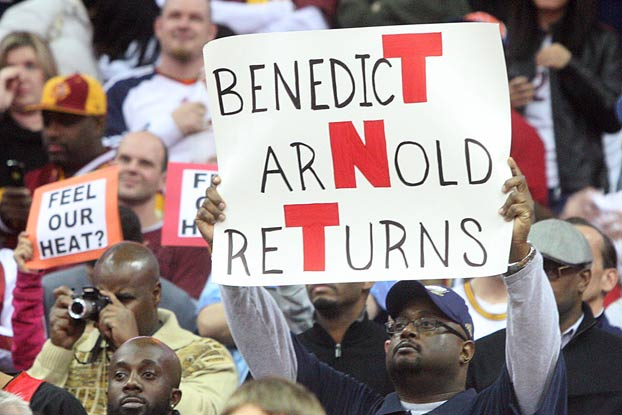 BENEDICT
ARNOLD
RETURNS
FEEL
OUR
HEAT?